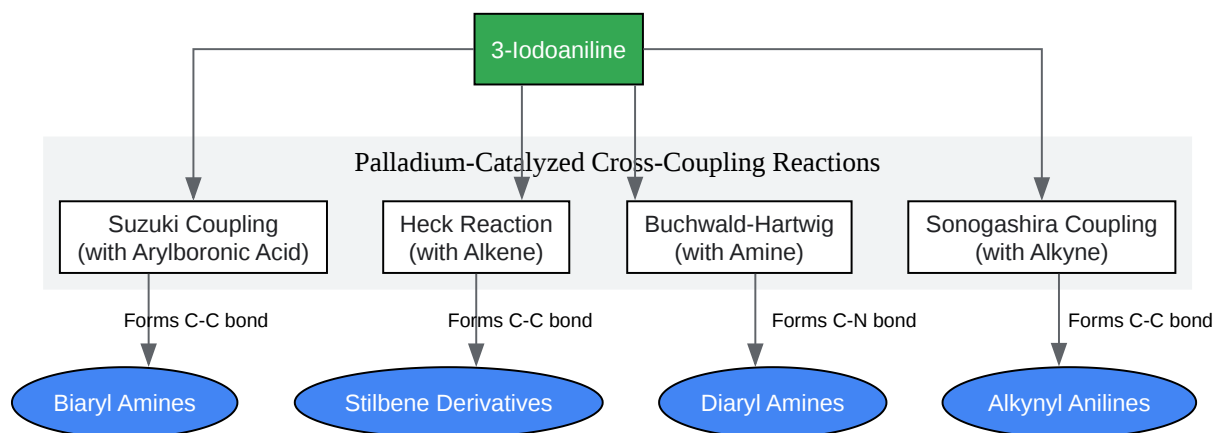 3-Iodoaniline
Palladium-Catalyzed Cross-Coupling Reactions
Suzuki Coupling
(with Arylboronic Acid)
Heck Reaction
(with Alkene)
Buchwald-Hartwig
(with Amine)
Sonogashira Coupling
(with Alkyne)
Forms C-C bond
Forms C-C bond
Forms C-N bond
Forms C-C bond
Biaryl Amines
Stilbene Derivatives
Diaryl Amines
Alkynyl Anilines